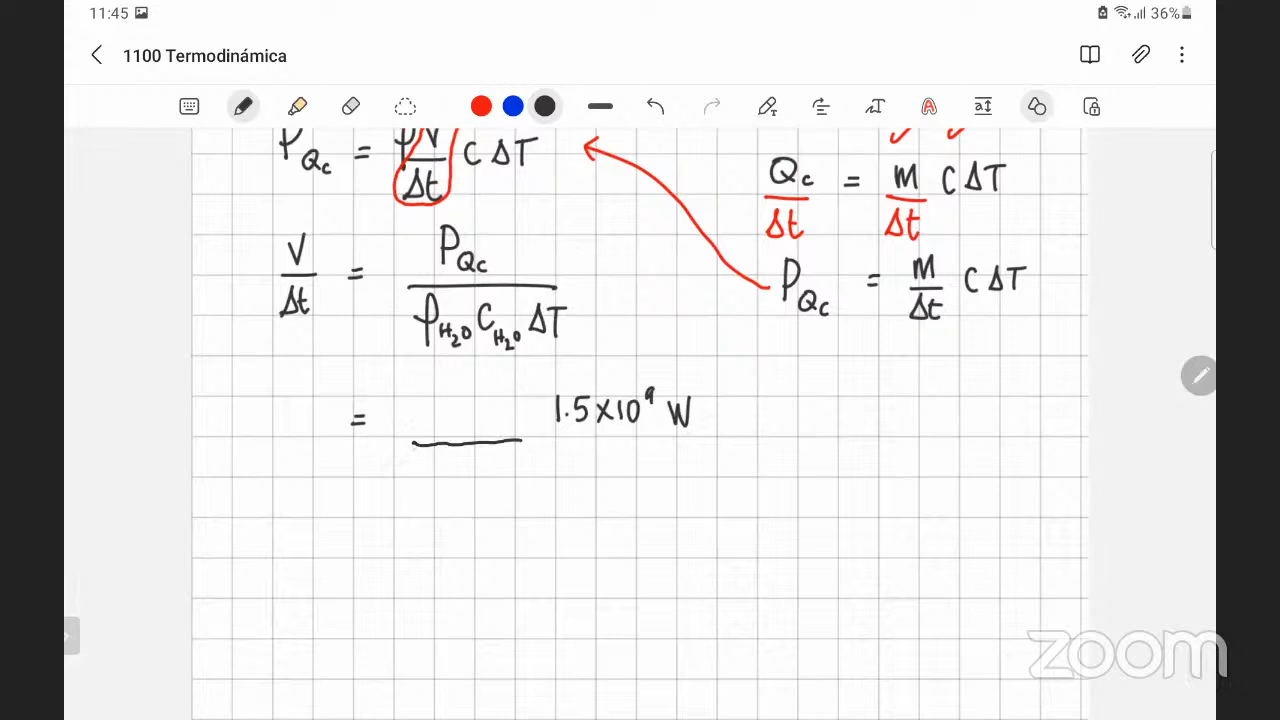 11:45 36%
1100 Termodinámica
P_Qc = ρV/Δt C ΔT
Qc/Δt = m/Δt C ΔT
V/Δt = P_Qc / ρ_H₂O C_H₂O ΔT
P_Qc = m/Δt C ΔT
= 1.5×10⁹ W
zoom